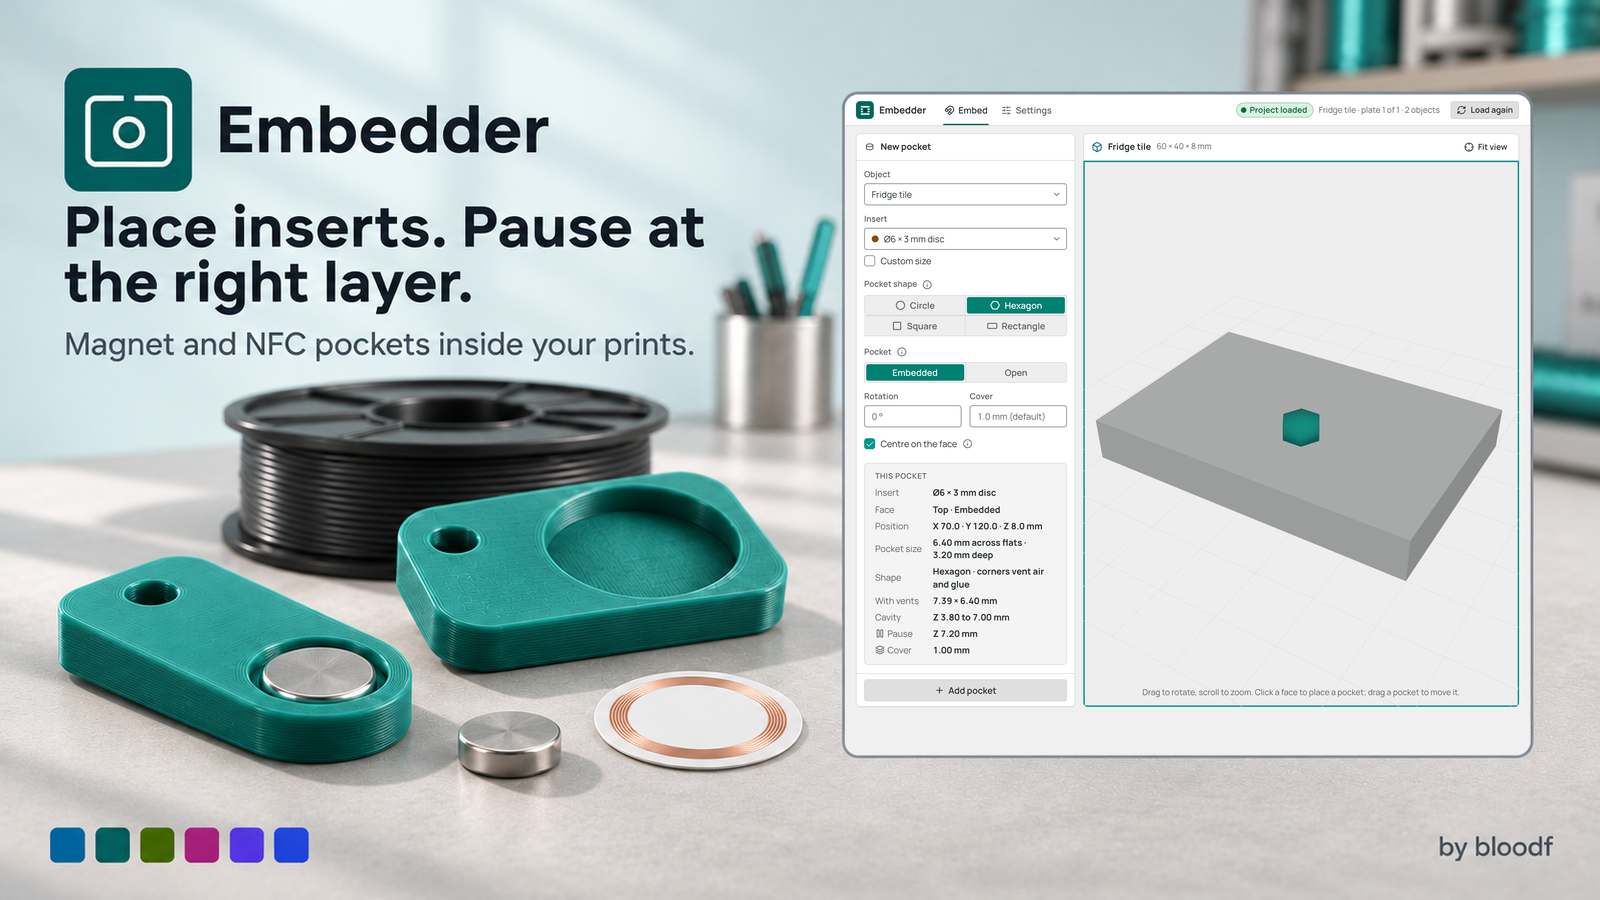 Embedder
Place inserts. Pause at
the right layer.
Magnet and NFC pockets inside your prints.
Embedder
Embed
Settings
Project loaded
Fridge tile · plate 1 of 1 · 2 objects
Load again
New pocket
Object
Fridge tile
Insert
Ø6 × 3 mm disc
Custom size
Pocket shape
Circle
Hexagon
Square
Rectangle
Pocket
Embedded
Open
Rotation
Cover
0 °
1.0 mm (default)
Centre on the face
THIS POCKET
Insert Ø6 × 3 mm disc
Face Top · Embedded
Position X 70.0 · Y 120.0 · Z 8.0 mm
Pocket size 6.40 mm across flats ·
3.20 mm deep
Shape Hexagon · corners vent air
and glue
With vents 7.39 × 6.40 mm
Cavity Z 3.80 to 7.00 mm
Pause Z 7.20 mm
Cover 1.00 mm
+ Add pocket
Fridge tile 60 × 40 × 8 mm
Fit view
Drag to rotate, scroll to zoom. Click a face to place a pocket; drag a pocket to move it.
by bloodf